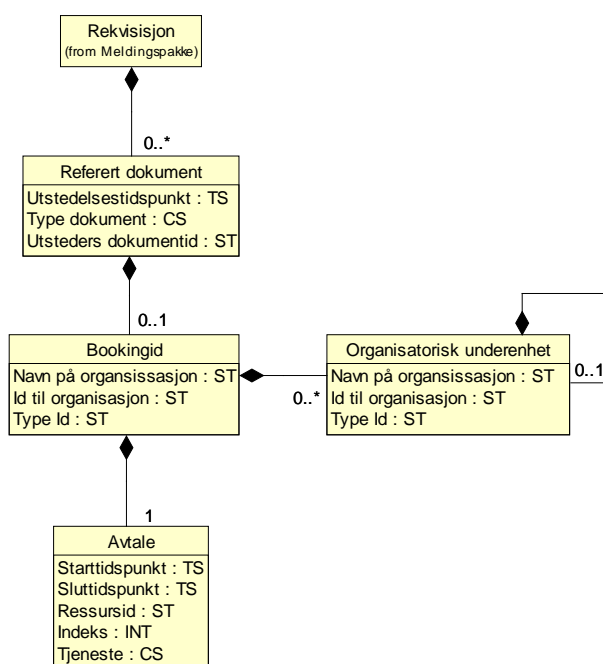 Rekvisisjon
(from Meldingspakke)
0..*
Referert dokument
Utstedelsestidspunkt : TS
Type dokument : CS
Utsteders dokumentid : ST
0..1
Bookingid
Navn på organsissasjon : ST
Id til organisasjon : ST
Type Id : ST
0..*
Organisatorisk underenhet
Navn på organsissasjon : ST
Id til organisasjon : ST
Type Id : ST
0..1
1
Avtale
Starttidspunkt : TS
Sluttidspunkt : TS
Ressursid : ST
Indeks : INT
Tjeneste : CS